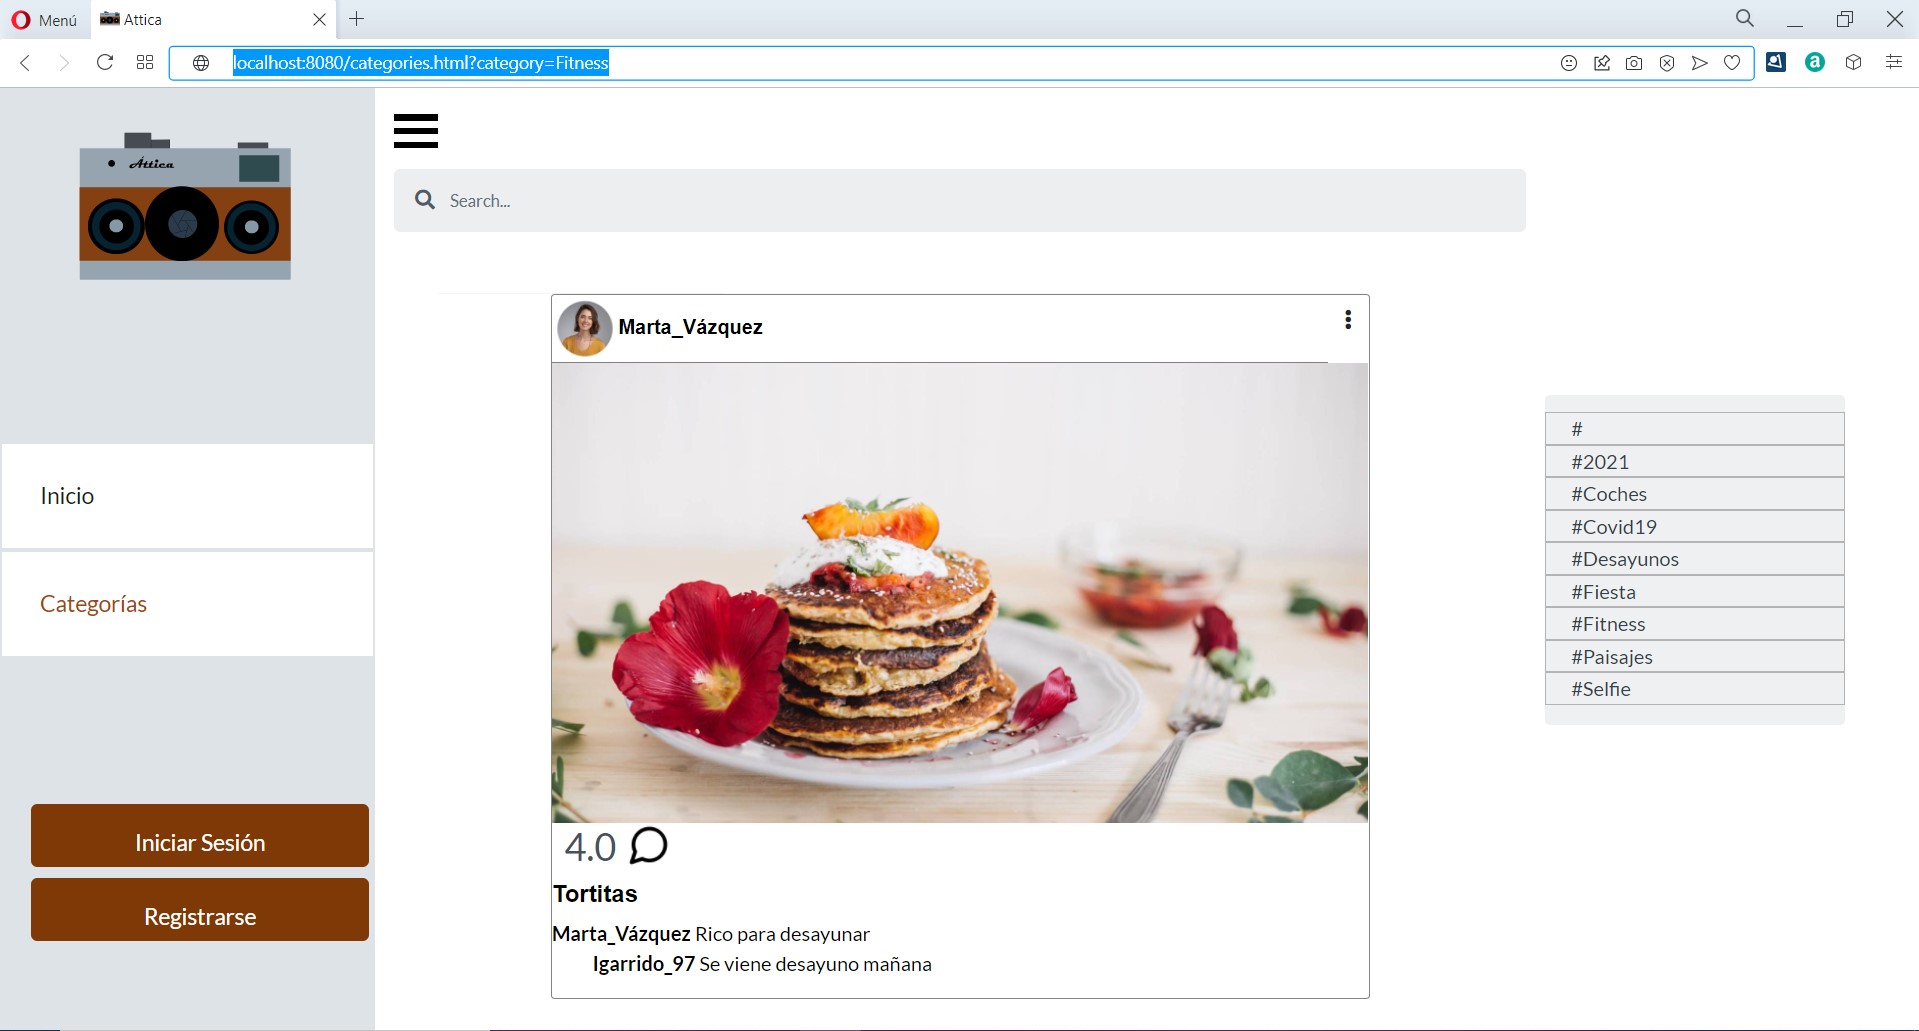 Menú
Attica
localhost:8080/categories.html?category=Fitness
a
Attica
Search...
Marta_Vázquez
Inicio
Categorías
Iniciar Sesión
Registrarse
4.0
Tortitas
Marta_Vázquez Rico para desayunar
Igarrido_97 Se viene desayuno mañana
#
#2021
#Coches
#Covid19
#Desayunos
#Fiesta
#Fitness
#Paisajes
#Selfie